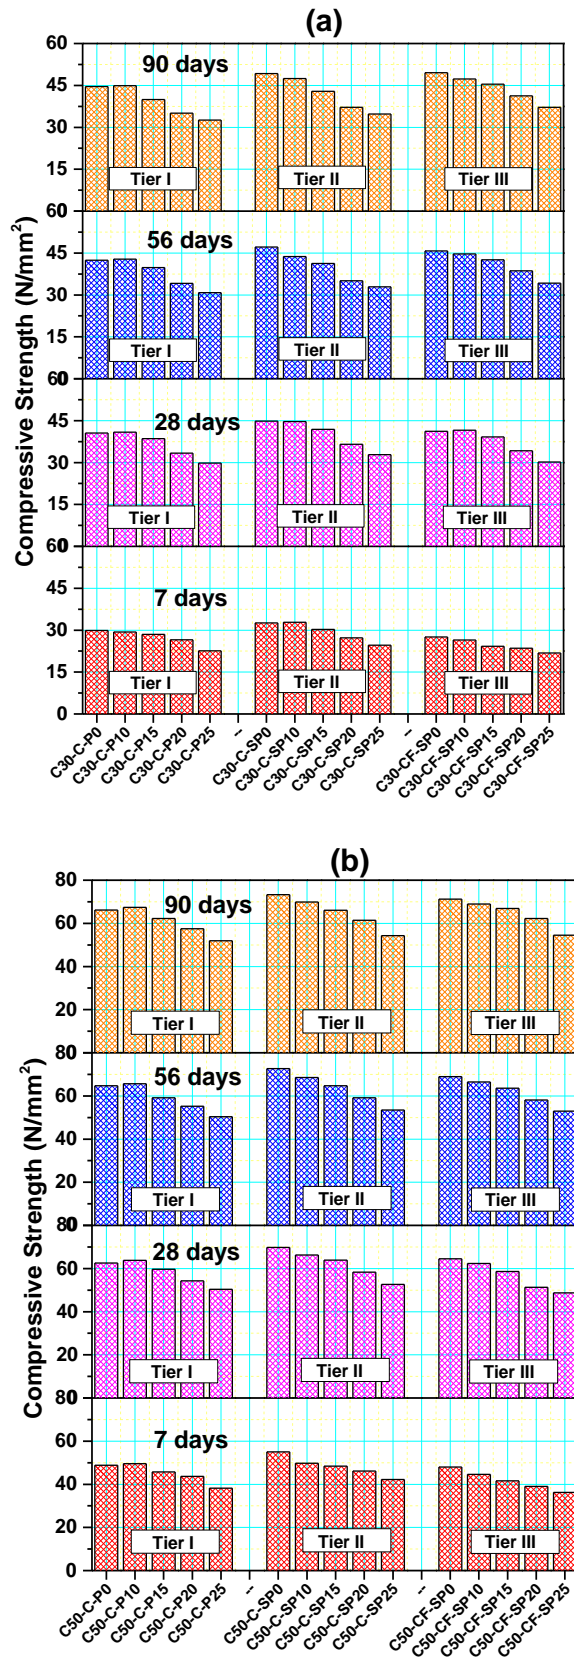 (a)
Compressive Strength (N/mm²)
60
90 days
45
30
15
Tier I
Tier II
Tier III
60
0
56 days
45
30
15
Tier I
Tier II
Tier III
60
0
28 days
45
30
15
Tier I
Tier II
Tier III
60
0
7 days
45
30
15
Tier I
Tier II
Tier III
0
C30-C-P0
C30-C-P10
C30-C-P15
C30-C-P20
C30-C-P25
--
C30-C-SP0
C30-C-SP10
C30-C-SP15
C30-C-SP20
C30-C-SP25
--
C30-CF-SP0
C30-CF-SP10
C30-CF-SP15
C30-CF-SP20
C30-CF-SP25
(b)
Compressive Strength (N/mm²)
80
90 days
60
40
20
Tier I
Tier II
Tier III
80
0
56 days
60
40
20
Tier I
Tier II
Tier III
80
0
28 days
60
40
20
Tier I
Tier II
Tier III
80
0
7 days
60
40
20
Tier I
Tier II
Tier III
0
C50-C-P0
C50-C-P10
C50-C-P15
C50-C-P20
C50-C-P25
--
C50-C-SP0
C50-C-SP10
C50-C-SP15
C50-C-SP20
C50-C-SP25
--
C50-CF-SP0
C50-CF-SP10
C50-CF-SP15
C50-CF-SP20
C50-CF-SP25